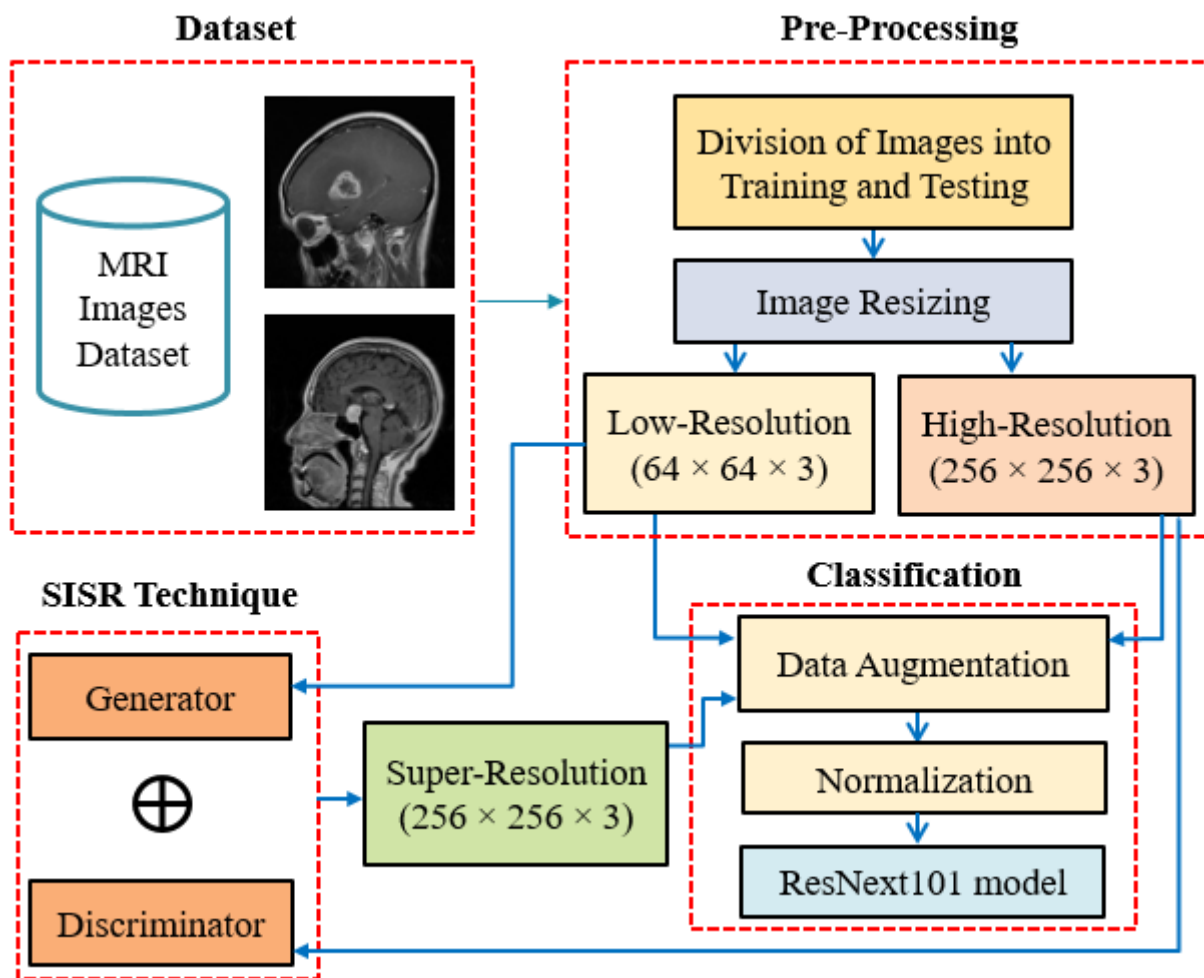 Dataset
MRI
Images
Dataset
Pre-Processing
Division of Images into
Training and Testing
Image Resizing
Low-Resolution
(64 × 64 × 3)
High-Resolution
(256 × 256 × 3)
SISR Technique
Generator
Discriminator
Super-Resolution
(256 × 256 × 3)
Classification
Data Augmentation
Normalization
ResNext101 model